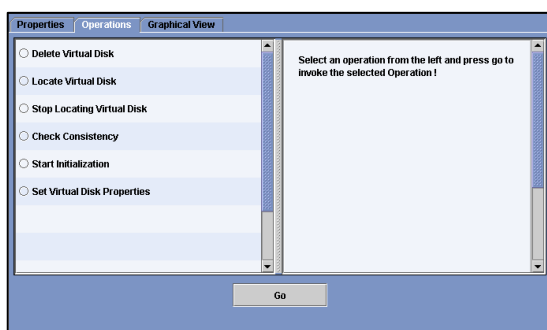 Properties Operations Graphical View
Delete Virtual Disk
Locate Virtual Disk
Stop Locating Virtual Disk
Check Consistency
Start Initialization
Set Virtual Disk Properties
Select an operation from the left and press go to
invoke the selected Operation !
Go